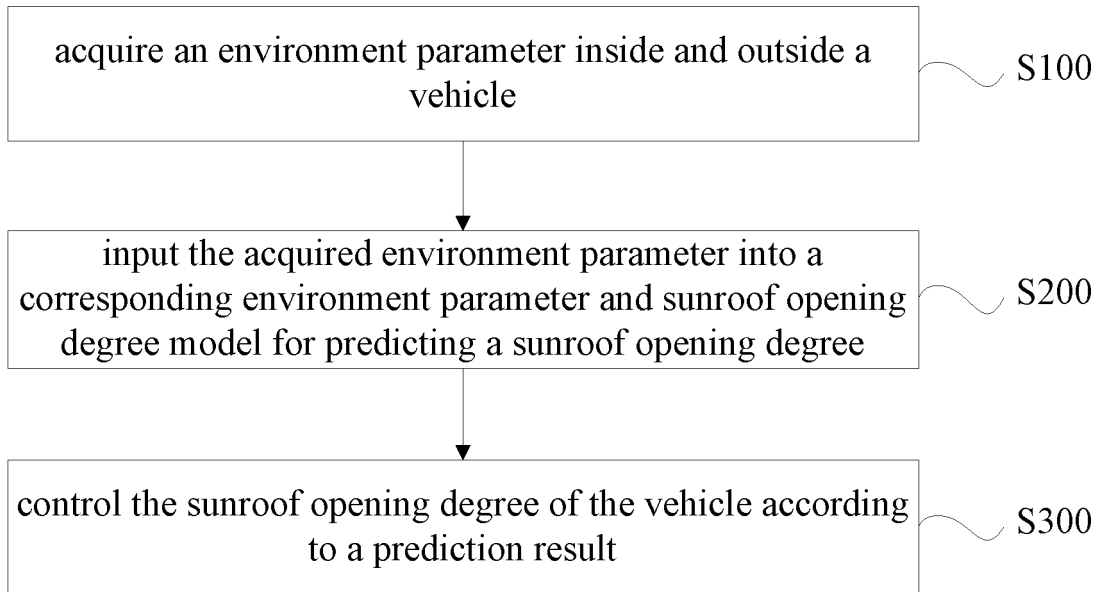 acquire an environment parameter inside and outside a
vehicle
S100
input the acquired environment parameter into a
corresponding environment parameter and sunroof opening
degree model for predicting a sunroof opening degree
S200
control the sunroof opening degree of the vehicle according
to a prediction result
S300